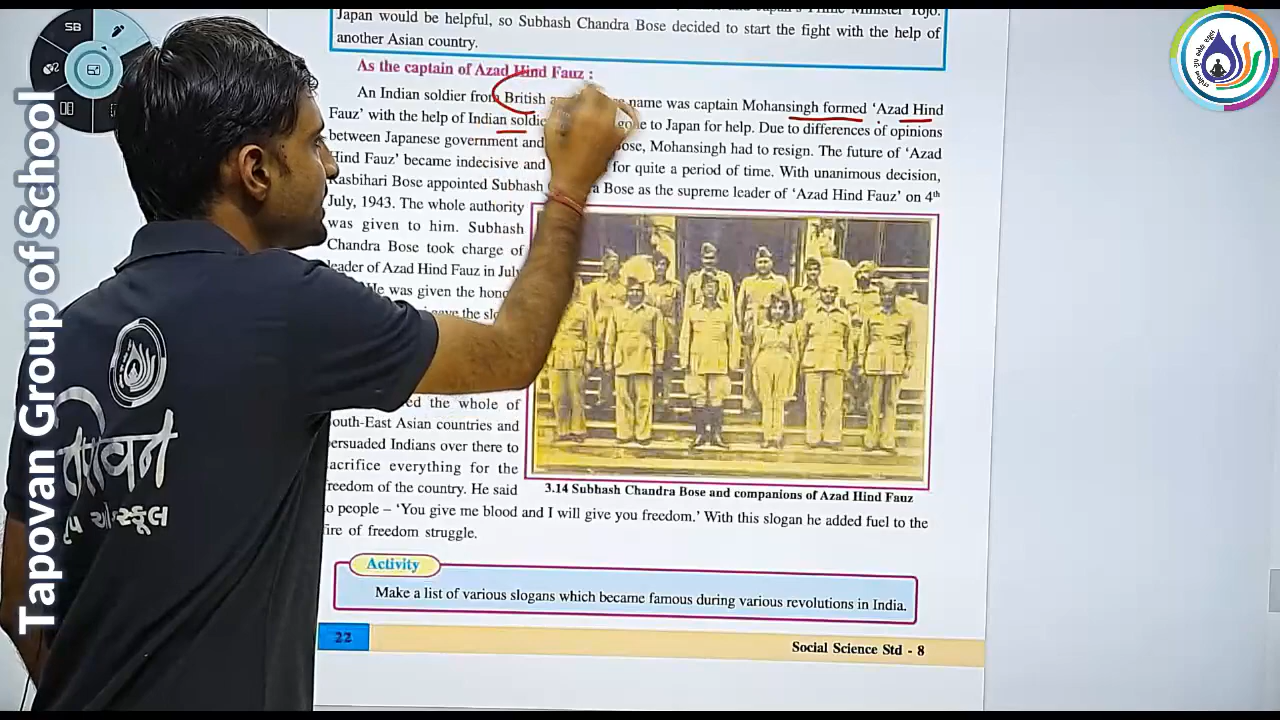 Japan would be helpful, so Subhash Chandra Bose decided to start the fight with the help of
another Asian country.
As the captain of Azad Hind Fauz :
An Indian soldier from British name was captain Mohansingh formed ‘Azad Hind
Fauz’ with the help of Indian to Japan for help. Due to differences of opinions
between Japanese government and Mohansingh had to resign. The future of ‘Azad
Hind Fauz’ became indecisive and for quite a period of time. With unanimous decision,
Rasbihari Bose appointed Subhash Bose as the supreme leader of ‘Azad Hind Fauz’ on 4th
July, 1943. The whole authority
was given to him. Subhash
Chandra Bose took charge of
leader of Azad Hind Fauz in July
He was given the
the
the whole of
South-East Asian countries and
persuaded Indians over there to
sacrifice everything for the
freedom of the country. He said
to people – ‘You give me blood and I will give you freedom.’ With this slogan he added fuel to the
fire of freedom struggle.
3.14 Subhash Chandra Bose and companions of Azad Hind Fauz
Activity
Make a list of various slogans which became famous during various revolutions in India.
22
Social Science Std - 8
Tapovan Group of School
SB